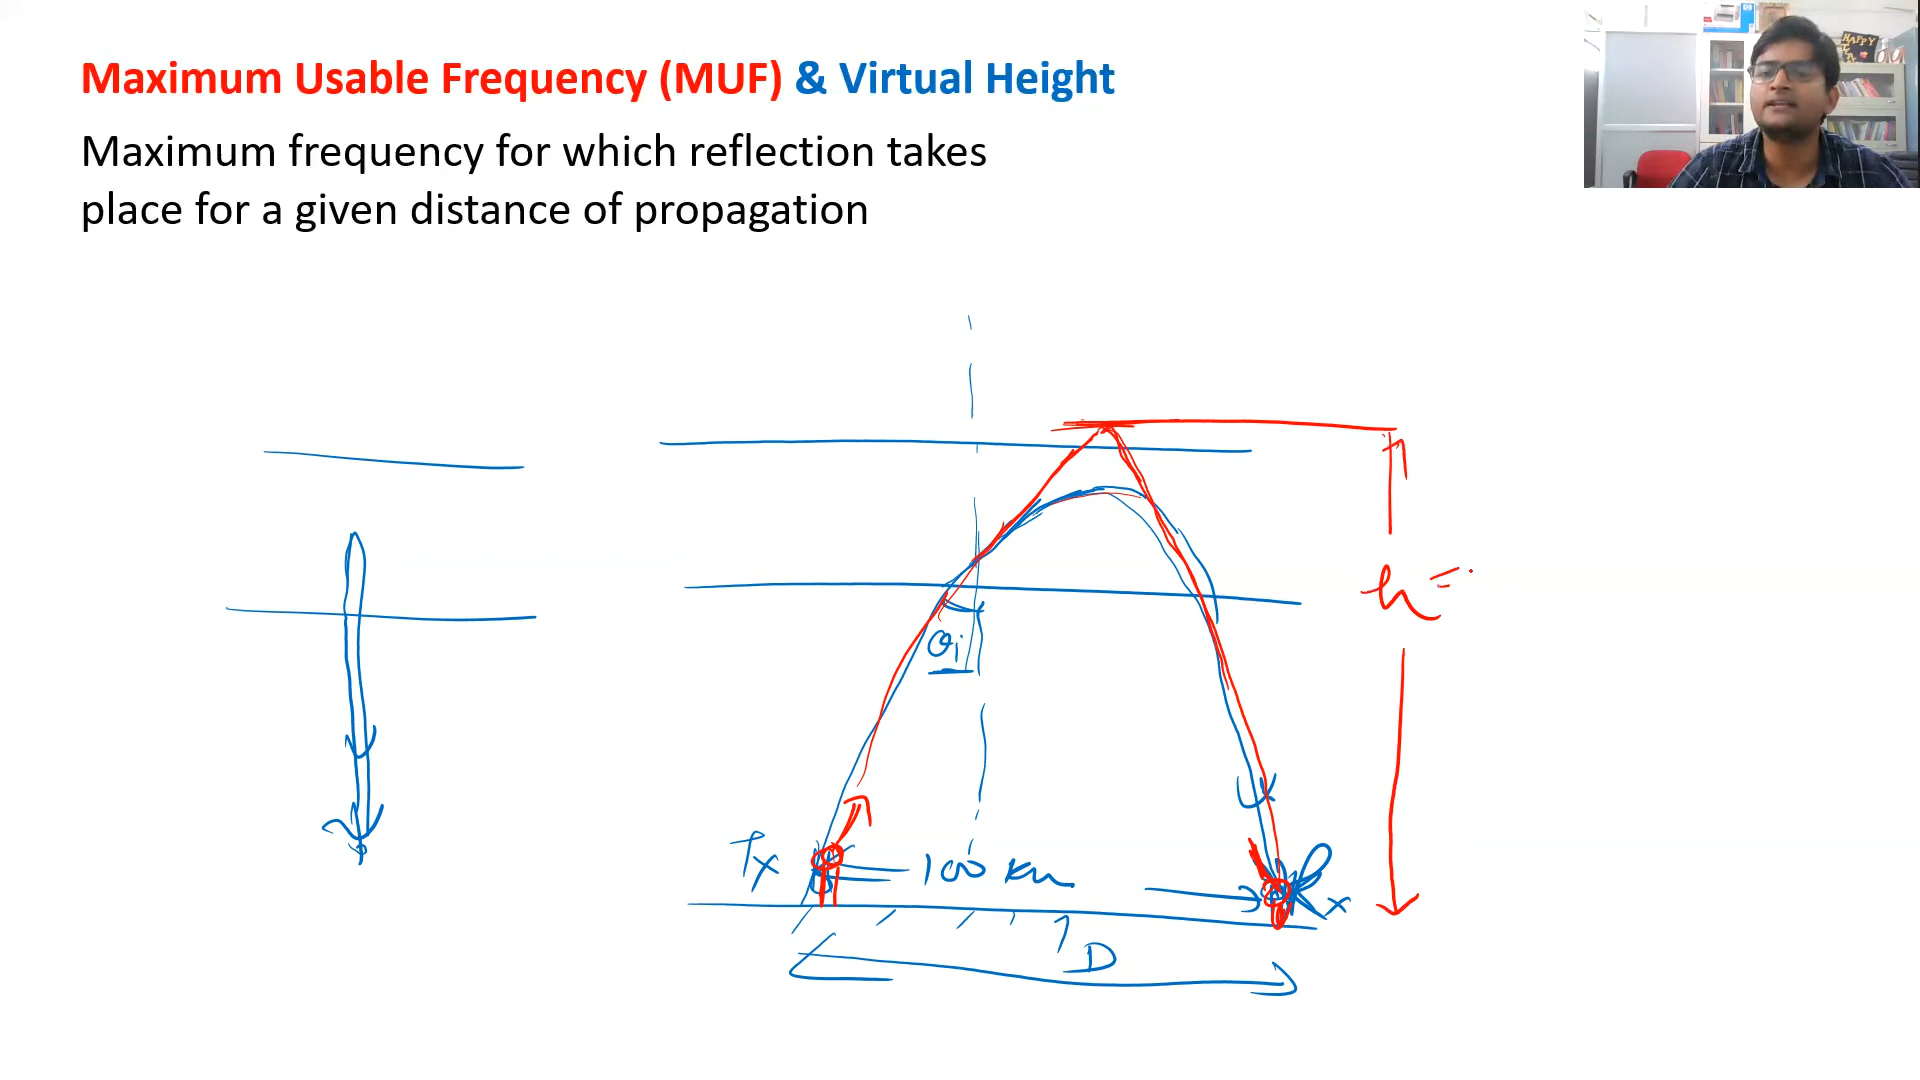 Maximum Usable Frequency (MUF) & Virtual Height
Maximum frequency for which reflection takes
place for a given distance of propagation
HAPPY
h =
θi
Tx
100 Km
Rx
D